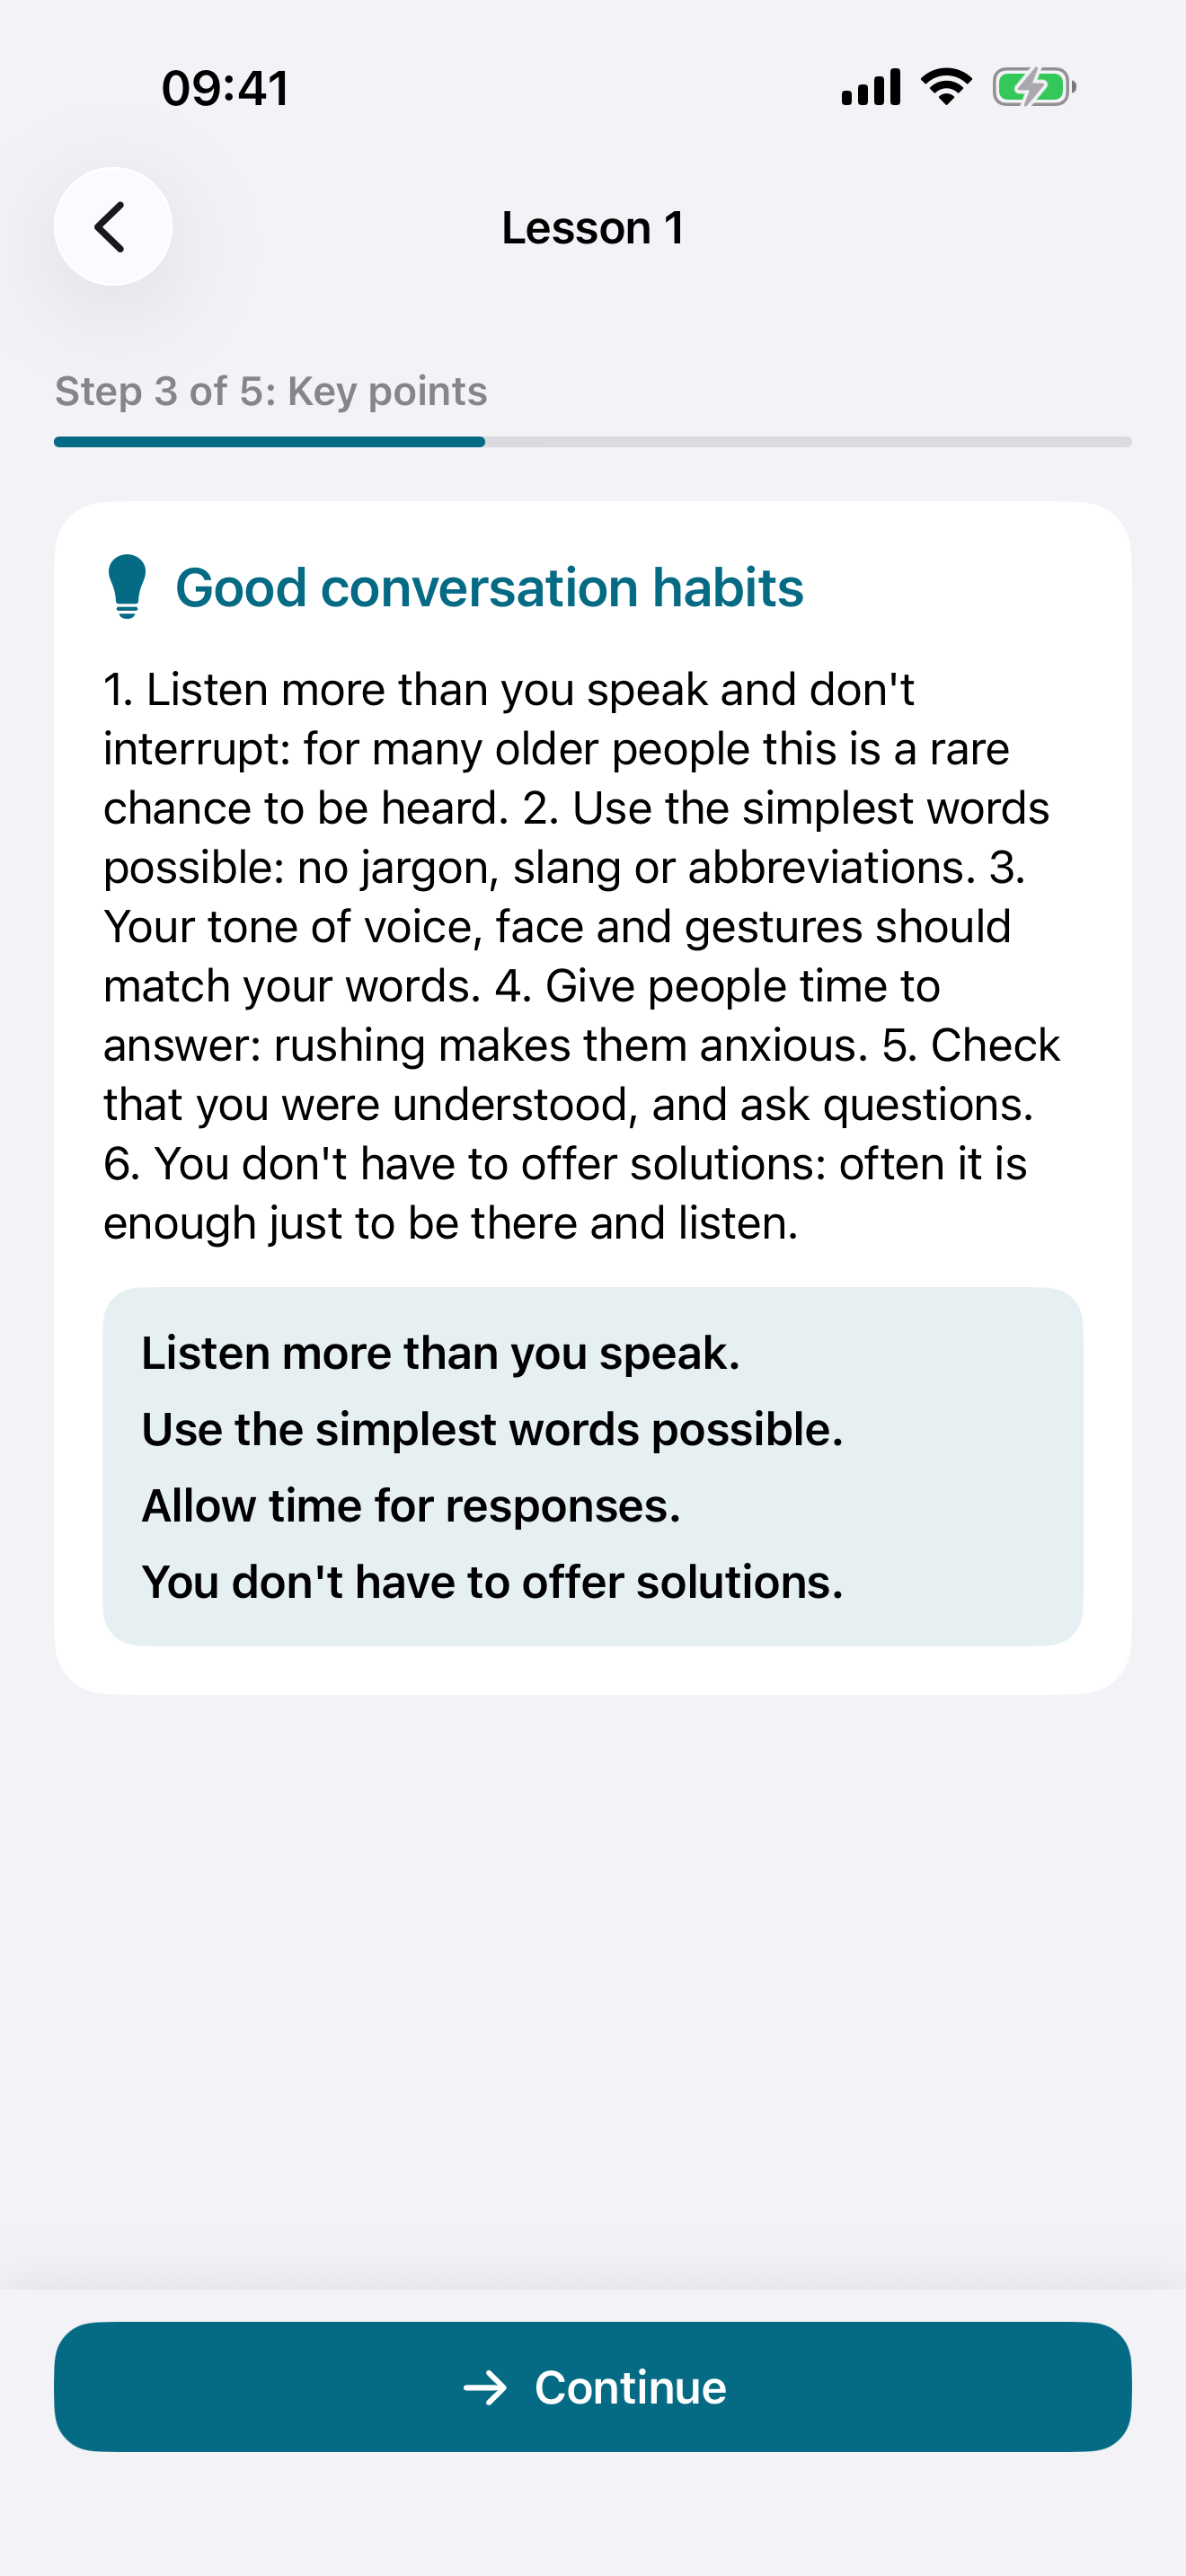 09:41
Lesson 1
Step 3 of 5: Key points
Good conversation habits
1. Listen more than you speak and don't
interrupt: for many older people this is a rare
chance to be heard. 2. Use the simplest words
possible: no jargon, slang or abbreviations. 3.
Your tone of voice, face and gestures should
match your words. 4. Give people time to
answer: rushing makes them anxious. 5. Check
that you were understood, and ask questions.
6. You don't have to offer solutions: often it is
enough just to be there and listen.
Listen more than you speak.
Use the simplest words possible.
Allow time for responses.
You don't have to offer solutions.
Continue